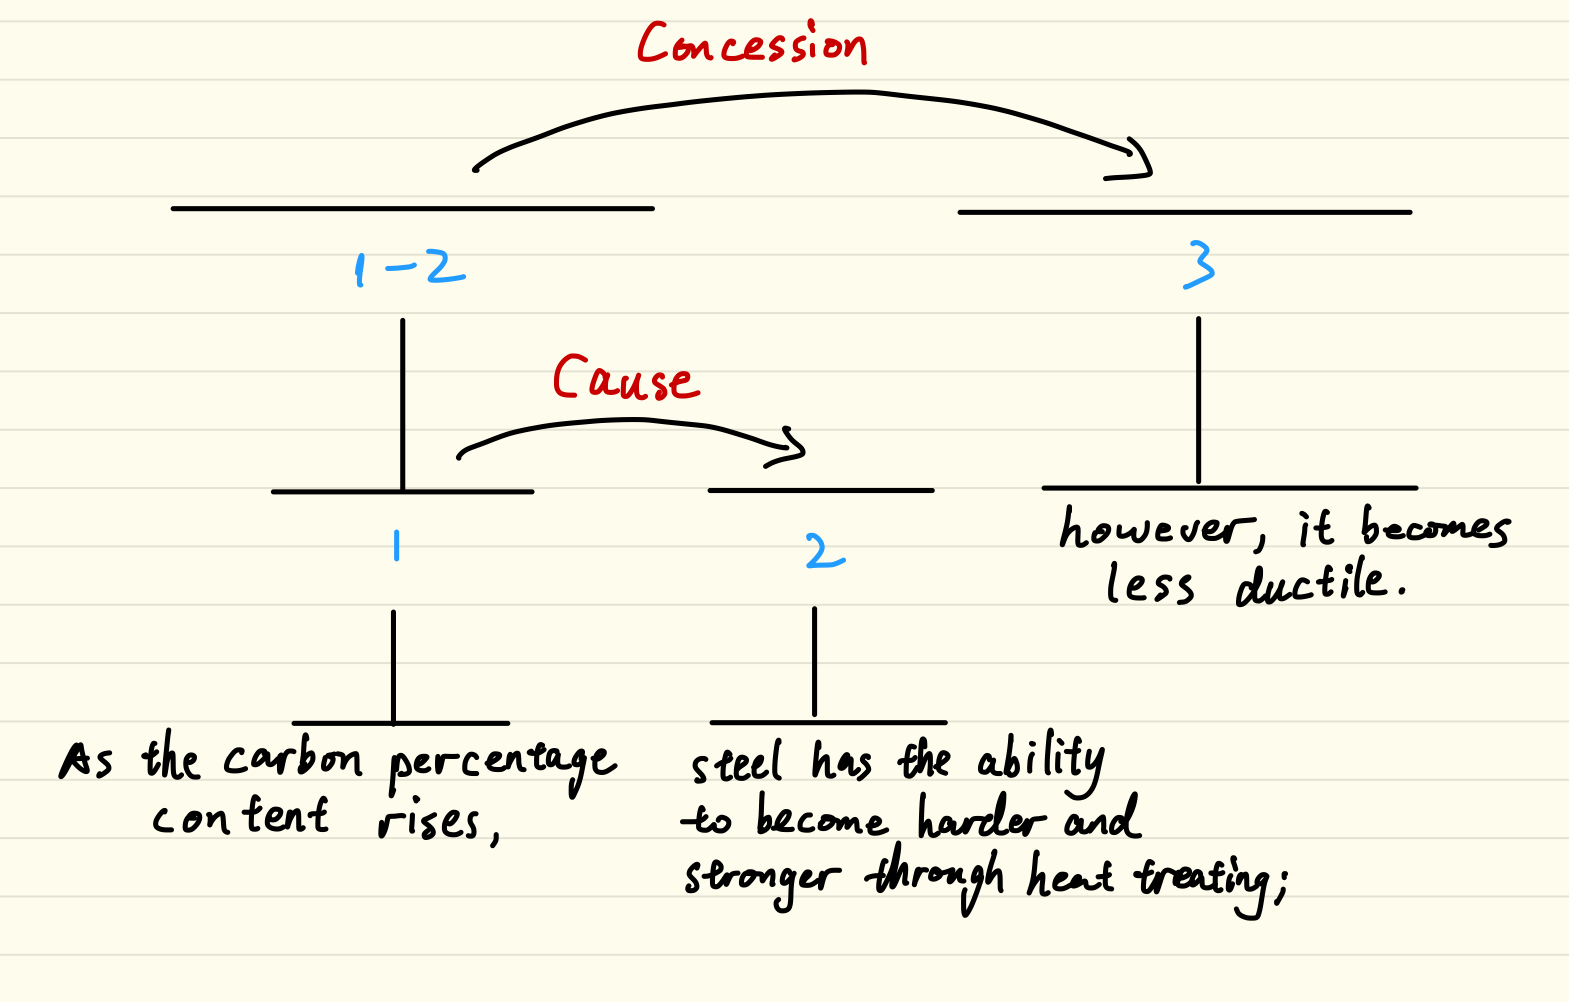 Concession
1-2
3
Cause
1
2
however, it becomes
less ductile.
As the carbon percentage
content rises,
steel has the ability
to become harder and
stronger through heat treating;